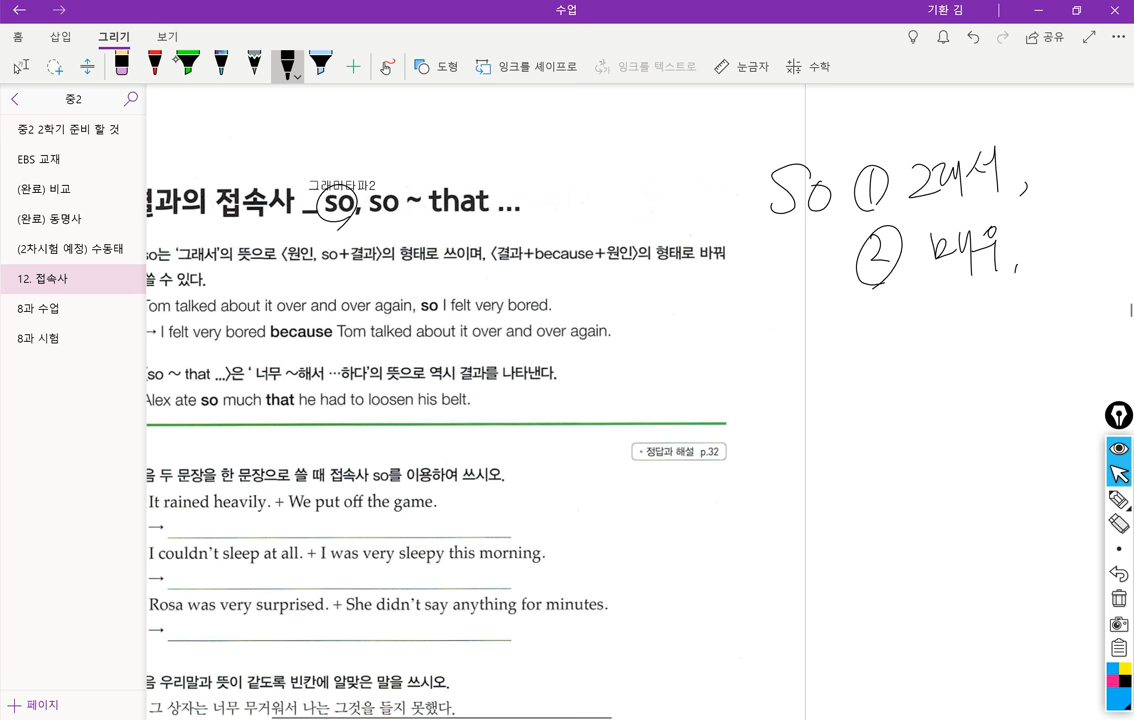 수업
기환 김
홈 삽입 그리기 보기
공유
도형 잉크를 셰이프로 잉크를 텍스트로 눈금자 수학
중2
중2 2학기 준비 할 것
EBS 교재
(완료) 비교
(완료) 동명사
(2차시험 예정) 수동태
12. 접속사
8과 수업
8과 시험
페이지
그래머타파2
결과의 접속사 _ so, so ~ that ...
so는 ‘그래서’의 뜻으로 〈원인, so+결과〉의 형태로 쓰이며, 〈결과+because+원인〉의 형태로 바꿔
쓸 수 있다.
Tom talked about it over and over again, so I felt very bored.
→ I felt very bored because Tom talked about it over and over again.
〈so ~ that ...〉은 ‘ 너무 ~해서 …하다’의 뜻으로 역시 결과를 나타낸다.
Alex ate so much that he had to loosen his belt.
• 정답과 해설 p.32
음 두 문장을 한 문장으로 쓸 때 접속사 so를 이용하여 쓰시오.
It rained heavily. + We put off the game.
→
I couldn’t sleep at all. + I was very sleepy this morning.
→
Rosa was very surprised. + She didn’t say anything for minutes.
→
음 우리말과 뜻이 같도록 빈칸에 알맞은 말을 쓰시오.
그 상자는 너무 무거워서 나는 그것을 들지 못했다.
So ① 그래서,
② 매우,